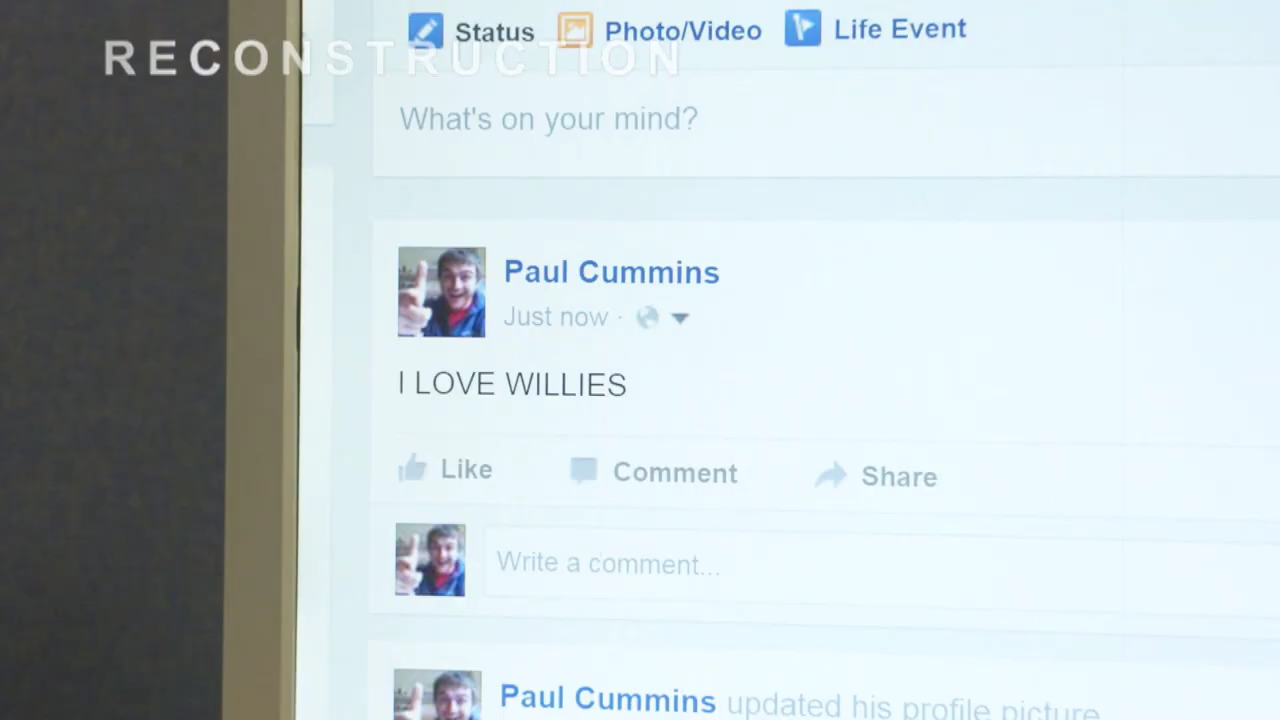 Status Photo/Video Life Event
RECONSTRUCTION
What's on your mind?
Paul Cummins
Just now ·
I LOVE WILLIES
Like Comment Share
Write a comment...
Paul Cummins updated his profile picture